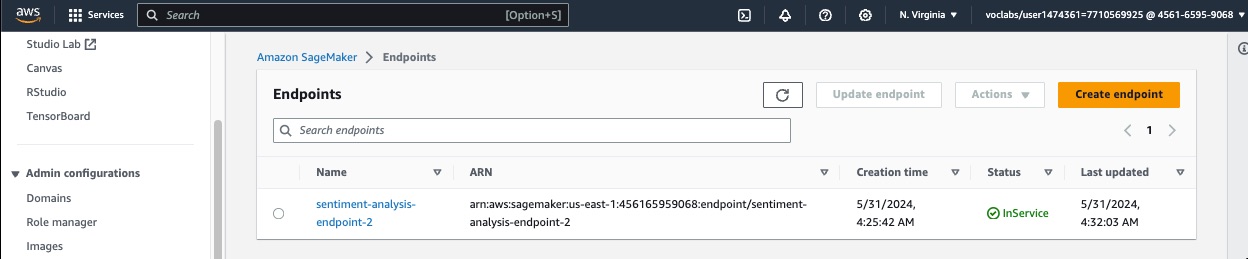 aws Services Search [Option+S] N. Virginia voclabs/user1474361=7710569925 @ 4561-6595-9068
Studio Lab
Canvas
RStudio
TensorBoard
Admin configurations
Domains
Role manager
Images
Amazon SageMaker > Endpoints
Endpoints Update endpoint Actions Create endpoint
Search endpoints 1
Name ARN Creation time Status Last updated
sentiment-analysis-
endpoint-2
arn:aws:sagemaker:us-east-1:456165959068:endpoint/sentiment-
analysis-endpoint-2
5/31/2024,
4:25:42 AM
InService
5/31/2024,
4:32:03 AM